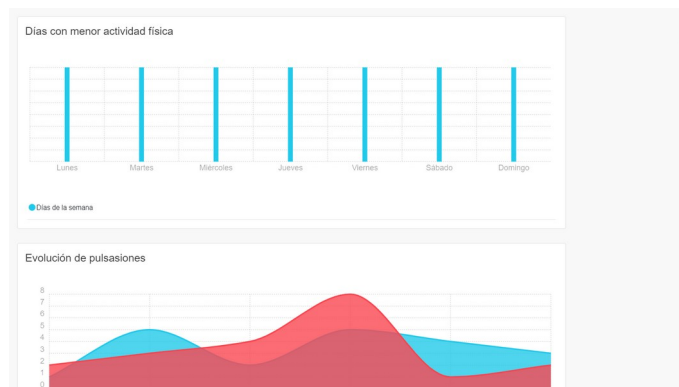 Días con menor actividad física
Lunes Martes Miércoles Jueves Viernes Sábado Domingo
Días de la semana
Evolución de pulsasiones
8
7
6
5
4
3
2
1
0